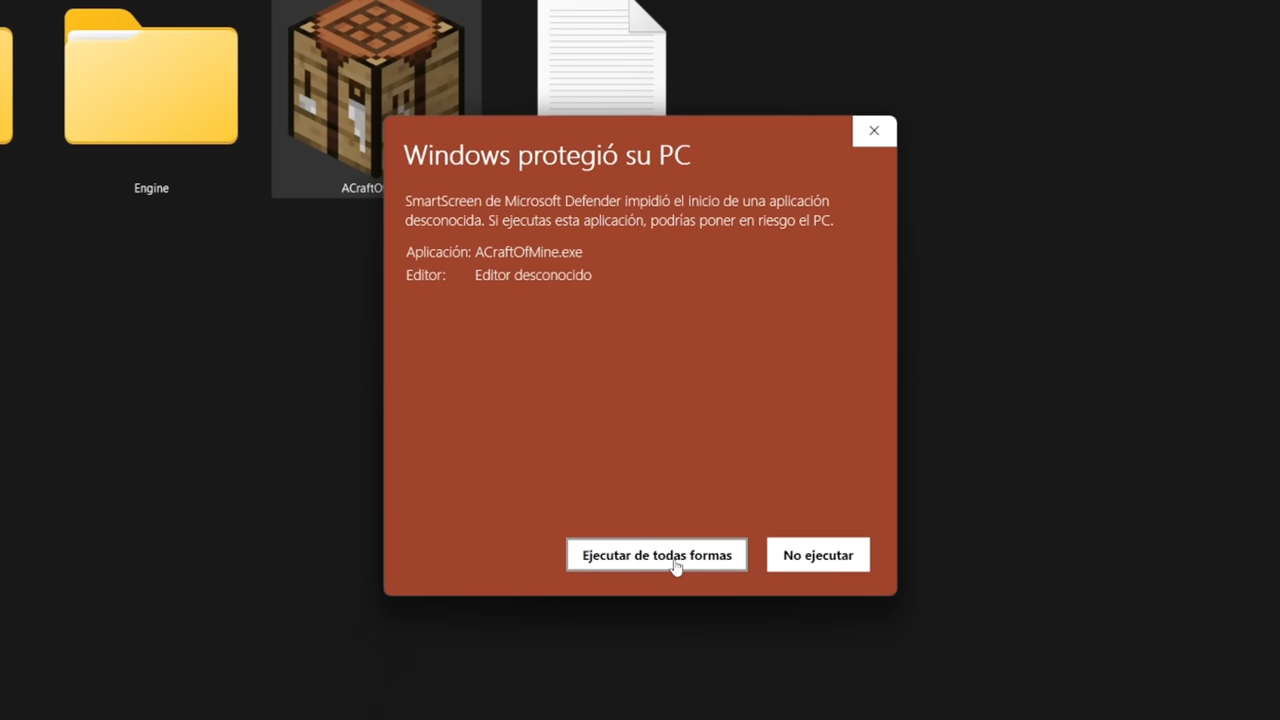 Engine
ACraftO
Windows protegió su PC
SmartScreen de Microsoft Defender impidió el inicio de una aplicación
desconocida. Si ejecutas esta aplicación, podrías poner en riesgo el PC.
Aplicación: ACraftOfMine.exe
Editor: Editor desconocido
Ejecutar de todas formas
No ejecutar